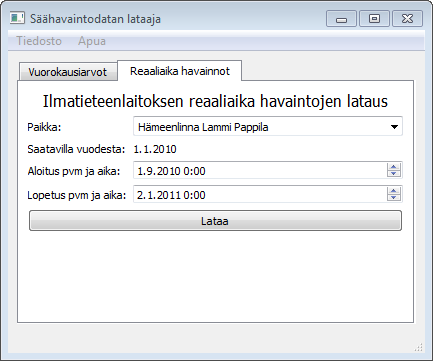 Säähavaintodatan lataaja
Tiedosto Apua
Vuorokausiarvot Reaaliaika havainnot
Ilmatieteenlaitoksen reaaliaika havaintojen lataus
Paikka: Hämeenlinna Lammi Pappila
Saatavilla vuodesta: 1.1.2010
Aloitus pvm ja aika: 1.9.2010 0:00
Lopetus pvm ja aika: 2.1.2011 0:00
Lataa